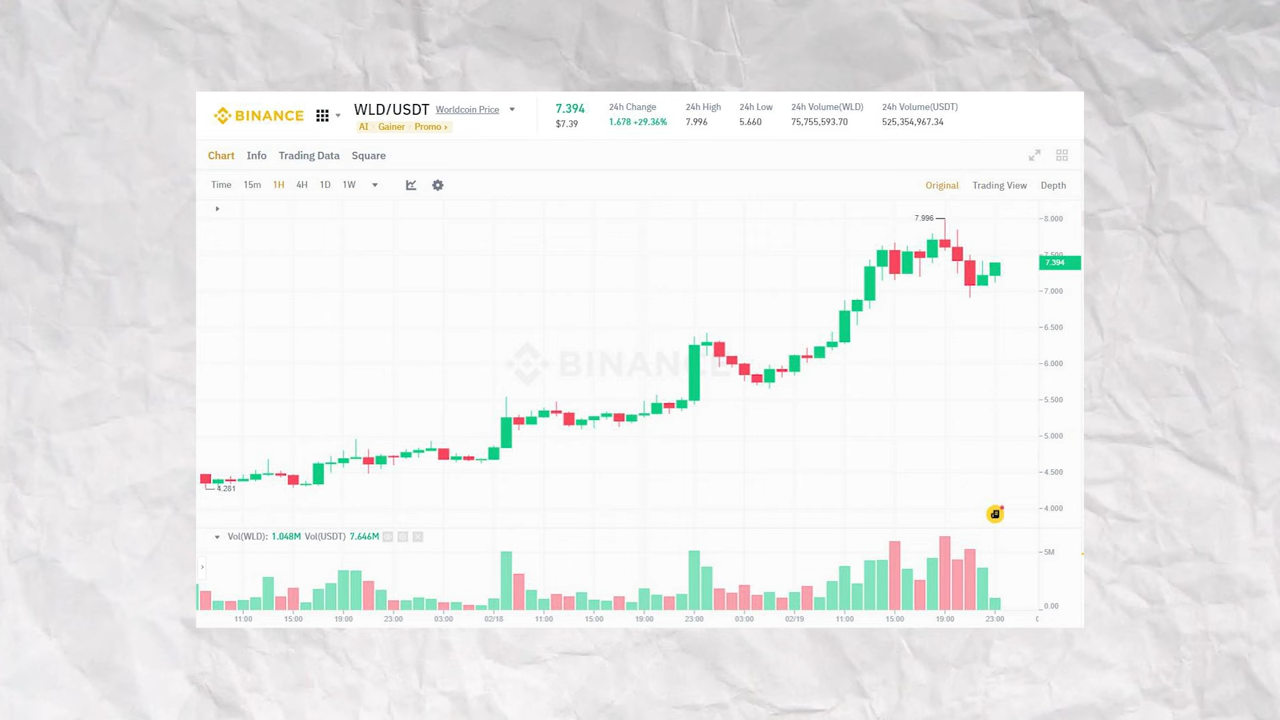 BINANCE
WLD/USDT Worldcoin Price
AI Gainer Promo ›
7.394
$7.39
24h Change
1.678 +29.36%
24h High
7.996
24h Low
5.660
24h Volume(WLD)
75,755,593.70
24h Volume(USDT)
525,354,967.34
Chart Info Trading Data Square
Time 15m 1H 4H 1D 1W
Original Trading View Depth
BINANCE
7.996
4.261
8.000
7.500
7.394
7.000
6.500
6.000
5.500
5.000
4.500
4.000
Vol(WLD): 1.048M Vol(USDT) 7.646M
5M
0.00
11:00 15:00 19:00 23:00 03:00 02/18 11:00 15:00 19:00 23:00 03:00 02/19 11:00 15:00 19:00 23:00